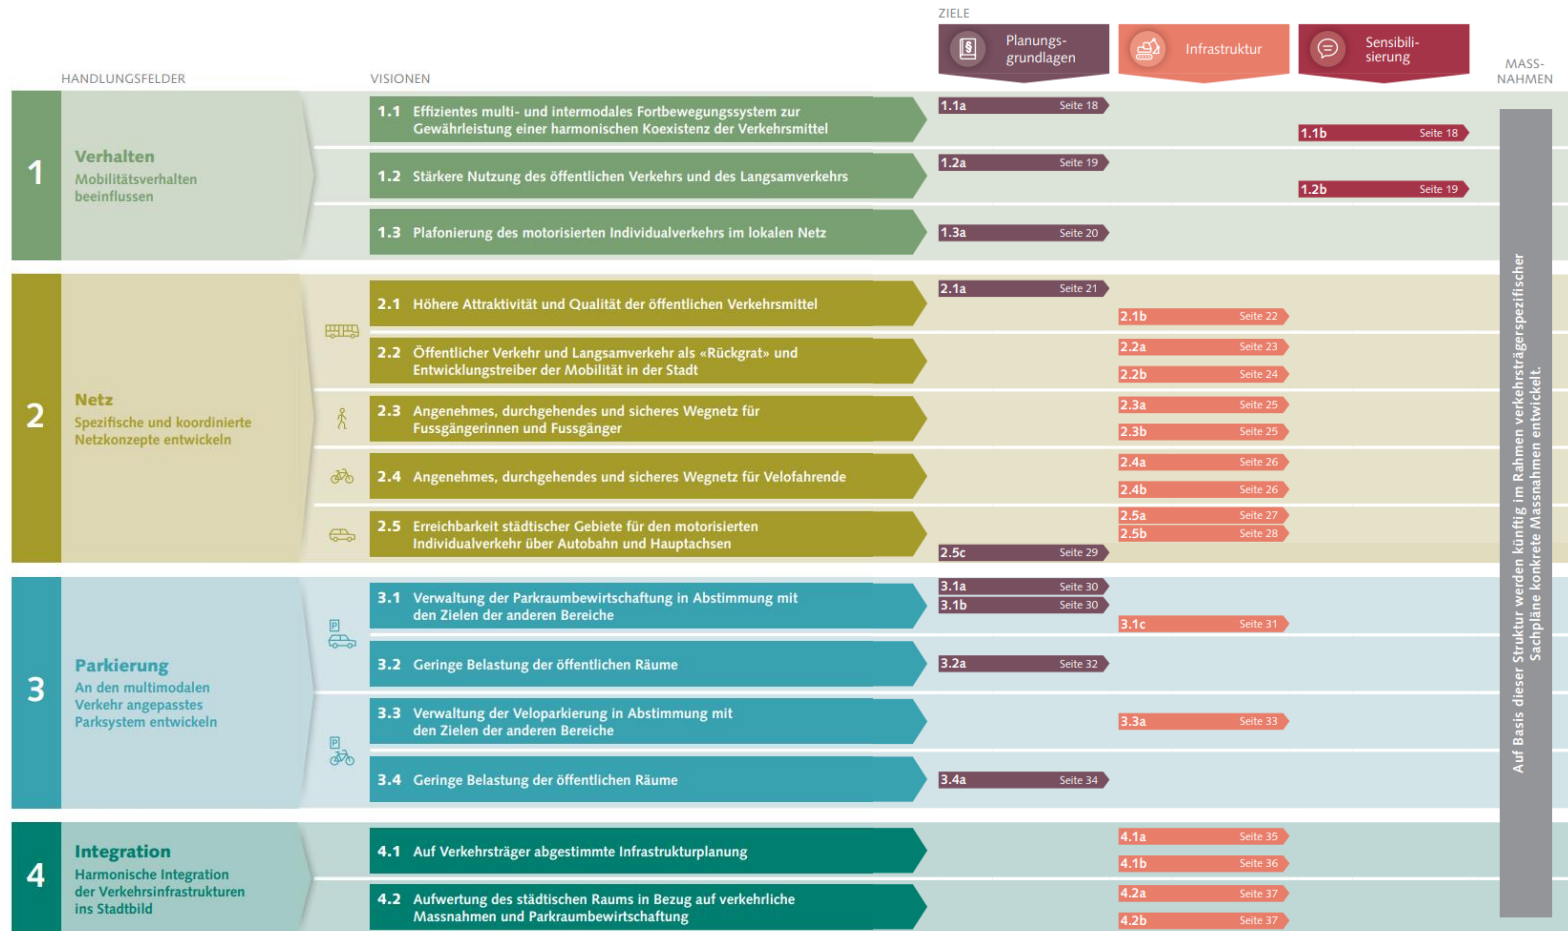 ZIELE
Planungs-
grundlagen
Infrastruktur
Sensibili-
sierung
HANDLUNGSFELDER
VISIONEN
MASS-
NAHMEN
1
Verhalten
Mobilitätsverhalten
beeinflussen
1.1 Effizientes multi- und intermodales Fortbewegungssystem zur
Gewährleistung einer harmonischen Koexistenz der Verkehrsmittel
1.1a Seite 18
1.1b Seite 18
1.2 Stärkere Nutzung des öffentlichen Verkehrs und des Langsamverkehrs
1.2a Seite 19
1.2b Seite 19
1.3 Plafonierung des motorisierten Individualverkehrs im lokalen Netz
1.3a Seite 20
2
Netz
Spezifische und koordinierte
Netzkonzepte entwickeln
2.1 Höhere Attraktivität und Qualität der öffentlichen Verkehrsmittel
2.1a Seite 21
2.1b Seite 22
2.2 Öffentlicher Verkehr und Langsamverkehr als «Rückgrat» und
Entwicklungstreiber der Mobilität in der Stadt
2.2a Seite 23
2.2b Seite 24
2.3 Angenehmes, durchgehendes und sicheres Wegnetz für
Fussgängerinnen und Fussgänger
2.3a Seite 25
2.3b Seite 25
2.4 Angenehmes, durchgehendes und sicheres Wegnetz für Velofahrende
2.4a Seite 26
2.4b Seite 26
2.5 Erreichbarkeit städtischer Gebiete für den motorisierten
Individualverkehr über Autobahn und Hauptachsen
2.5a Seite 27
2.5b Seite 28
2.5c Seite 29
3
Parkierung
An den multimodalen
Verkehr angepasstes
Parksystem entwickeln
P
3.1 Verwaltung der Parkraumbewirtschaftung in Abstimmung mit
den Zielen der anderen Bereiche
3.1a Seite 30
3.1b Seite 30
3.1c Seite 31
3.2 Geringe Belastung der öffentlichen Räume
3.2a Seite 32
P
3.3 Verwaltung der Veloparkierung in Abstimmung mit
den Zielen der anderen Bereiche
3.3a Seite 33
3.4 Geringe Belastung der öffentlichen Räume
3.4a Seite 34
4
Integration
Harmonische Integration
der Verkehrsinfrastrukturen
ins Stadtbild
4.1 Auf Verkehrsträger abgestimmte Infrastrukturplanung
4.1a Seite 35
4.1b Seite 36
4.2 Aufwertung des städtischen Raums in Bezug auf verkehrliche
Massnahmen und Parkraumbewirtschaftung
4.2a Seite 37
4.2b Seite 37
Auf Basis dieser Struktur werden künftig im Rahmen verkehrsträgerspezifischer
Sachpläne konkrete Massnahmen entwickelt.